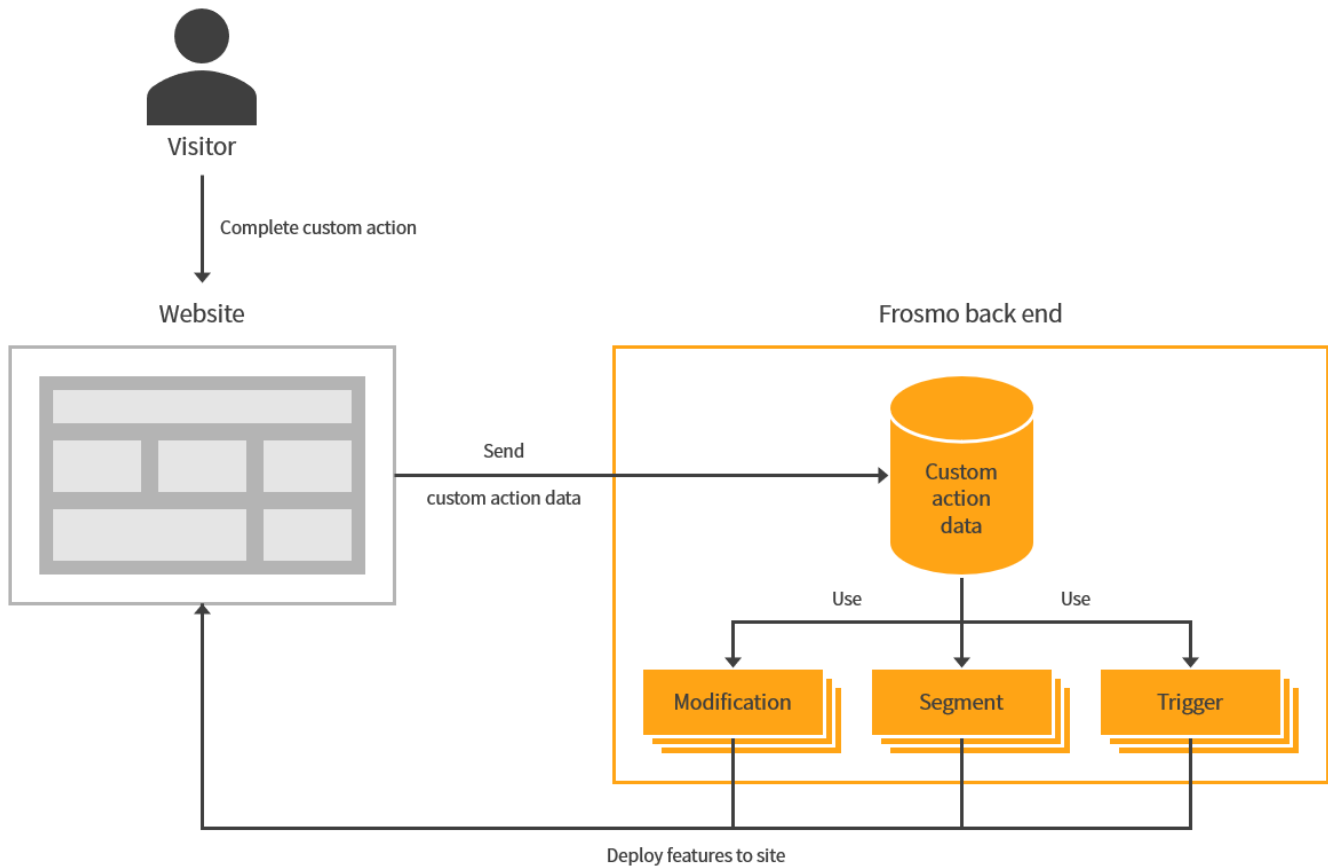 Visitor
Complete custom action
Website
Frosmo back end
Send
custom action data
Custom
action
data
Use
Use
Modification
Segment
Trigger
Deploy features to site